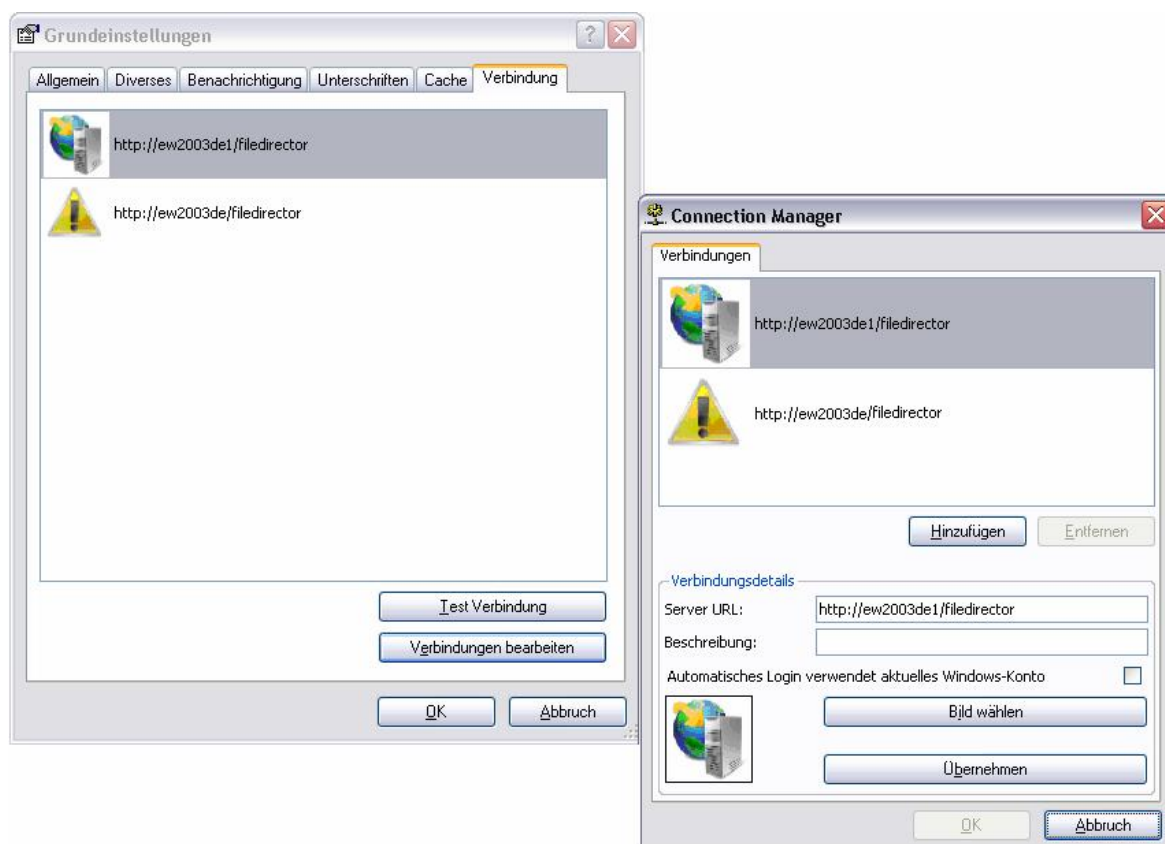 Grundeinstellungen
Allgemein Diverses Benachrichtigung Unterschriften Cache Verbindung
http://ew2003de1/filedirector
http://ew2003de/filedirector
Test Verbindung
Verbindungen bearbeiten
OK Abbruch
Connection Manager
Verbindungen
http://ew2003de1/filedirector
http://ew2003de/filedirector
Hinzufügen Entfernen
Verbindungsdetails
Server URL: http://ew2003de1/filedirector
Beschreibung:
Automatisches Login verwendet aktuelles Windows-Konto
Bild wählen
Übernehmen
OK Abbruch